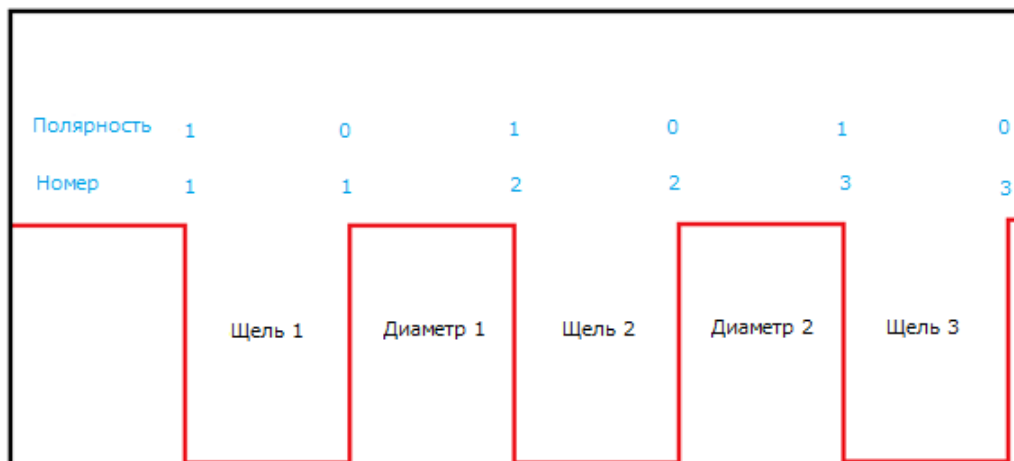 Полярность 1 0 1 0 1 0
Номер 1 1 2 2 3 3
Щель 1 Диаметр 1 Щель 2 Диаметр 2 Щель 3